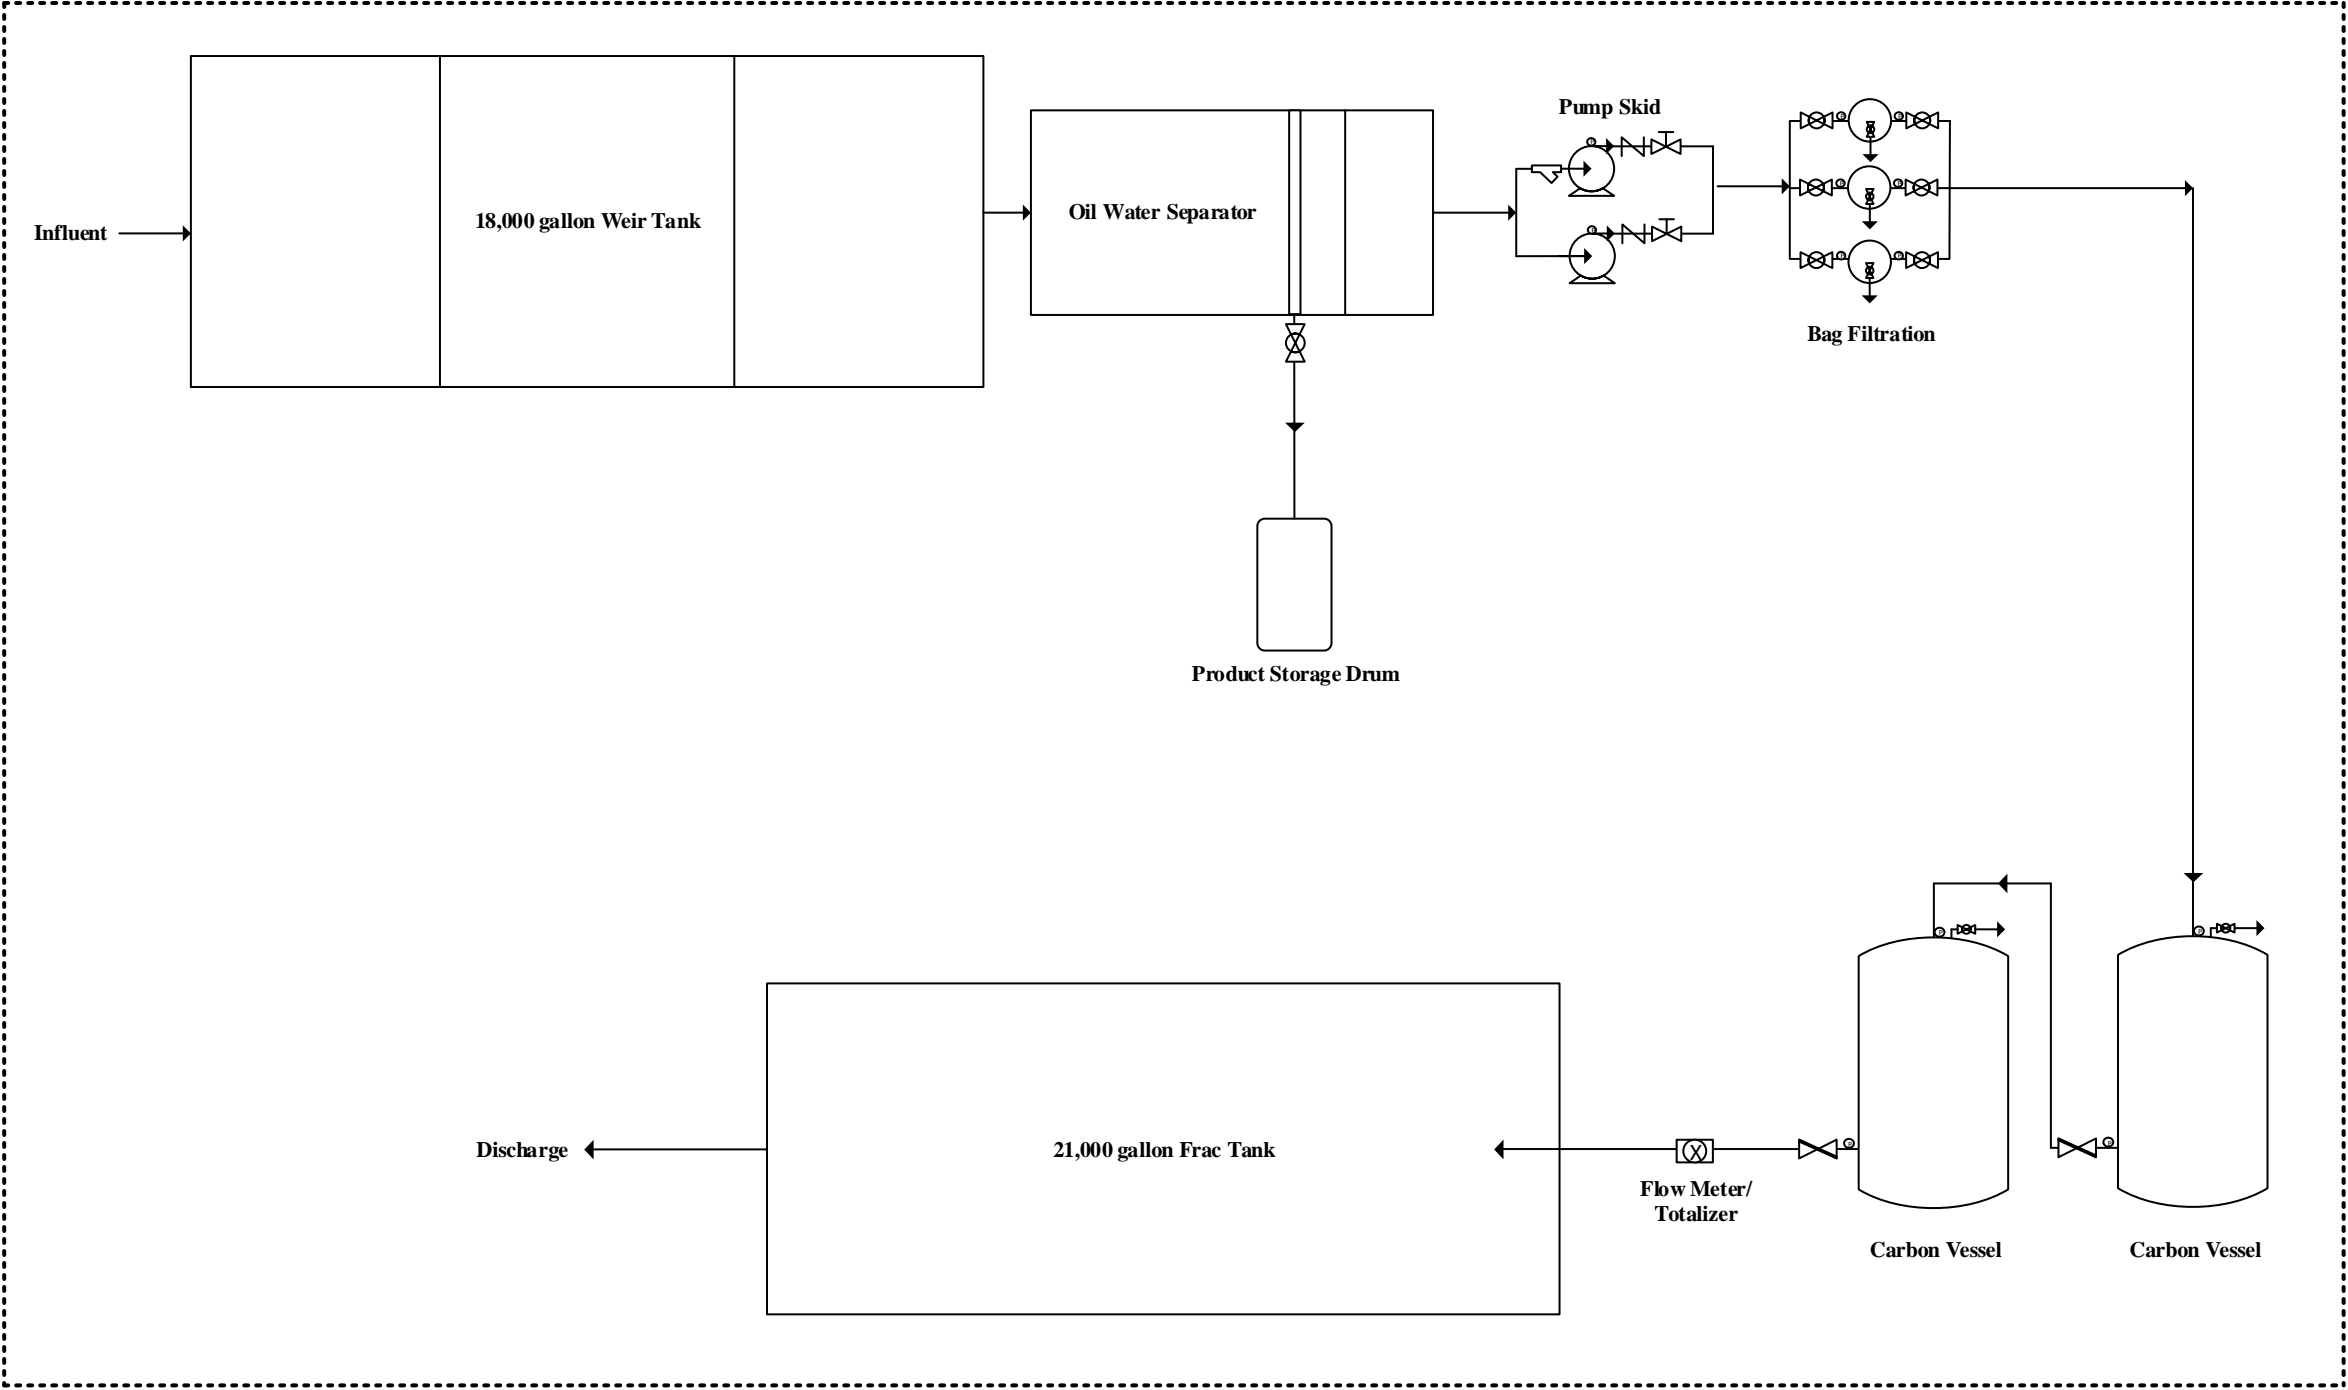 Pump Skid
Influent
18,000 gallon Weir Tank
Oil Water Separator
Bag Filtration
Product Storage Drum
Discharge
21,000 gallon Frac Tank
Flow Meter/
Totalizer
Carbon Vessel
Carbon Vessel